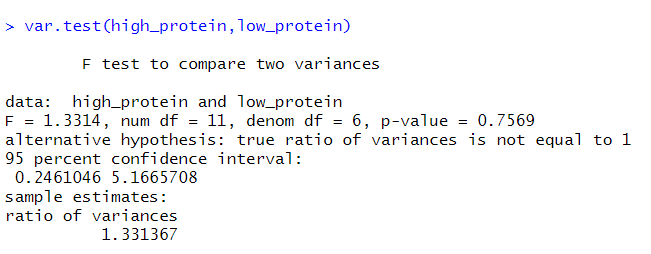 > var.test(high_protein,low_protein)
F test to compare two variances
data:  high_protein and low_protein
F = 1.3314, num df = 11, denom df = 6, p-value = 0.7569
alternative hypothesis: true ratio of variances is not equal to 1
95 percent confidence interval:
0.2461046 5.1665708
sample estimates:
ratio of variances
1.331367